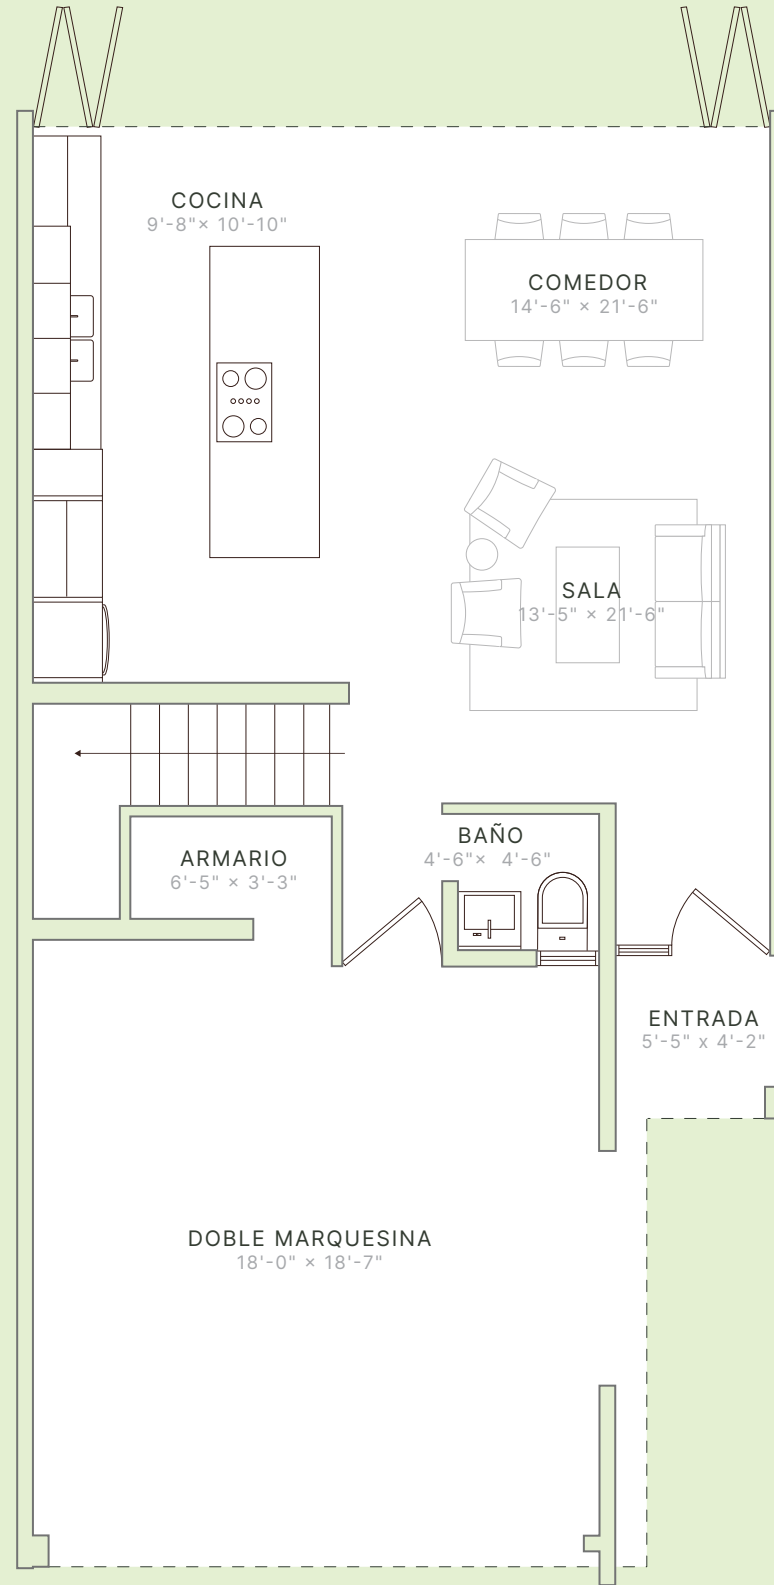 COCINA
9'-8"× 10'-10"
COMEDOR
14'-6" × 21'-6"
SALA
13'-5" × 21'-6"
BAÑO
4'-6"× 4'-6"
ARMARIO
6'-5" × 3'-3"
ENTRADA
5'-5" x 4'-2"
DOBLE MARQUESINA
18'-0" × 18'-7"